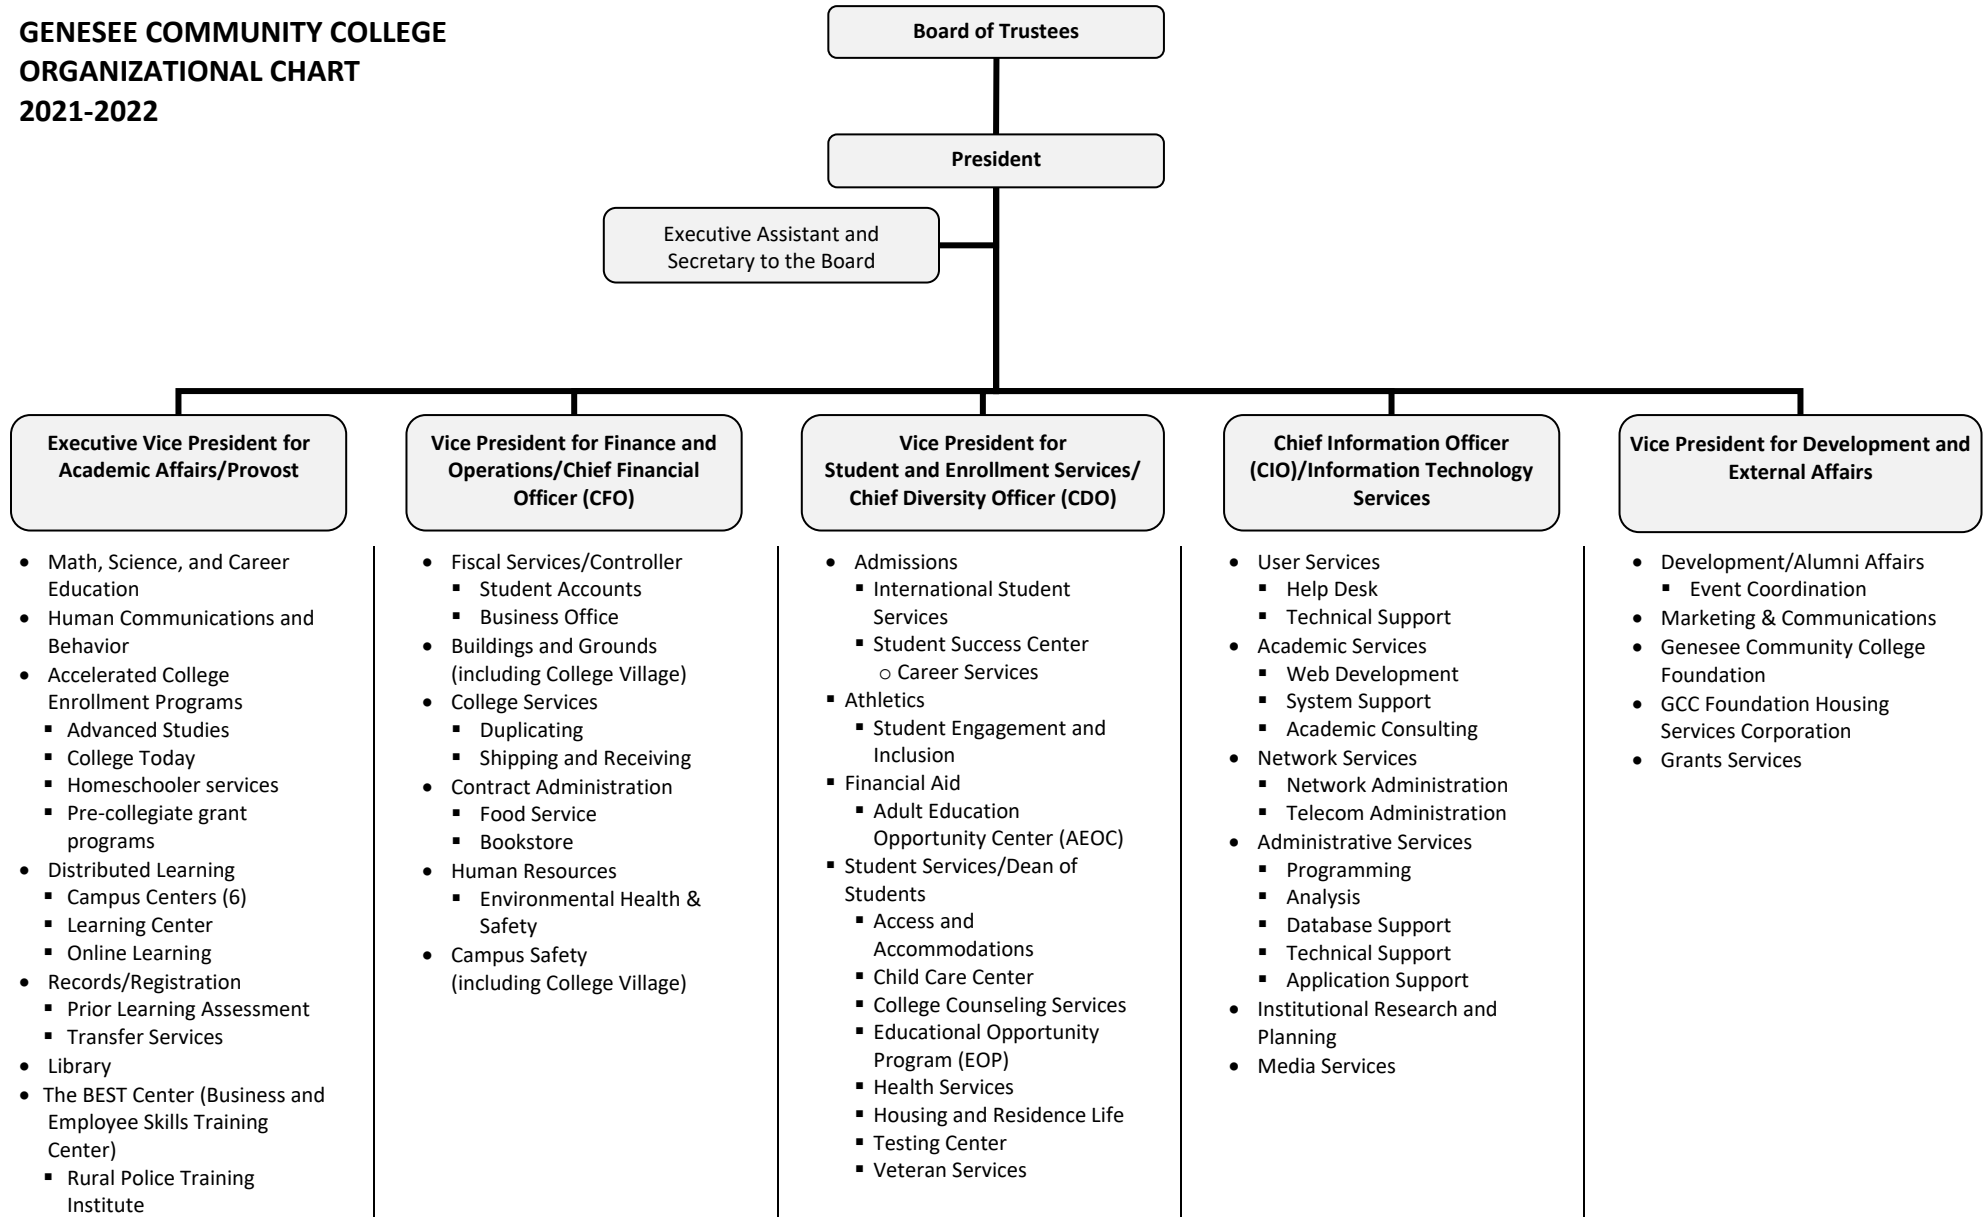 GENESEE COMMUNITY COLLEGE
ORGANIZATIONAL CHART
2021-2022
Board of Trustees
President
Executive Assistant and
Secretary to the Board
Executive Vice President for
Academic Affairs/Provost
• Math, Science, and Career
Education
• Human Communications and
Behavior
• Accelerated College
Enrollment Programs
▪ Advanced Studies
▪ College Today
▪ Homeschooler services
▪ Pre-collegiate grant
programs
• Distributed Learning
▪ Campus Centers (6)
▪ Learning Center
▪ Online Learning
• Records/Registration
▪ Prior Learning Assessment
▪ Transfer Services
• Library
• The BEST Center (Business and
Employee Skills Training
Center)
▪ Rural Police Training
Institute
Vice President for Finance and
Operations/Chief Financial
Officer (CFO)
• Fiscal Services/Controller
▪ Student Accounts
▪ Business Office
• Buildings and Grounds
(including College Village)
• College Services
▪ Duplicating
▪ Shipping and Receiving
• Contract Administration
▪ Food Service
▪ Bookstore
• Human Resources
▪ Environmental Health &
Safety
• Campus Safety
(including College Village)
Vice President for
Student and Enrollment Services/
Chief Diversity Officer (CDO)
• Admissions
▪ International Student
Services
▪ Student Success Center
o Career Services
▪ Athletics
▪ Student Engagement and
Inclusion
▪ Financial Aid
▪ Adult Education
Opportunity Center (AEOC)
▪ Student Services/Dean of
Students
▪ Access and
Accommodations
▪ Child Care Center
▪ College Counseling Services
▪ Educational Opportunity
Program (EOP)
▪ Health Services
▪ Housing and Residence Life
▪ Testing Center
▪ Veteran Services
Chief Information Officer
(CIO)/Information Technology
Services
• User Services
▪ Help Desk
▪ Technical Support
• Academic Services
▪ Web Development
▪ System Support
▪ Academic Consulting
• Network Services
▪ Network Administration
▪ Telecom Administration
• Administrative Services
▪ Programming
▪ Analysis
▪ Database Support
▪ Technical Support
▪ Application Support
• Institutional Research and
Planning
• Media Services
Vice President for Development and
External Affairs
• Development/Alumni Affairs
▪ Event Coordination
• Marketing & Communications
• Genesee Community College
Foundation
• GCC Foundation Housing
Services Corporation
• Grants Services